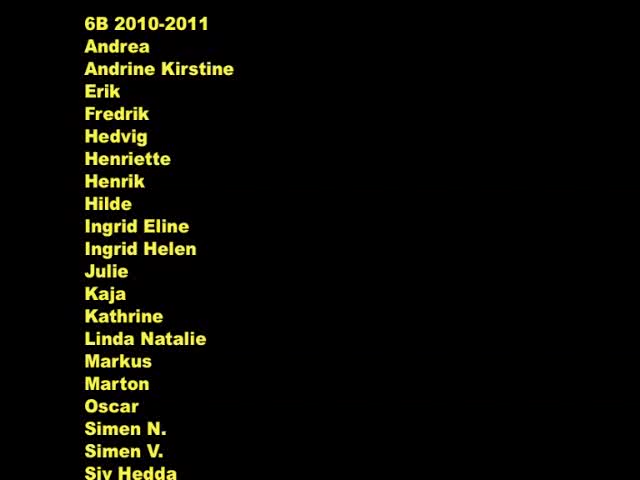 6B 2010-2011
Andrea
Andrine Kirstine
Erik
Fredrik
Hedvig
Henriette
Henrik
Hilde
Ingrid Eline
Ingrid Helen
Julie
Kaja
Kathrine
Linda Natalie
Markus
Marton
Oscar
Simen N.
Simen V.
Siv Hedda